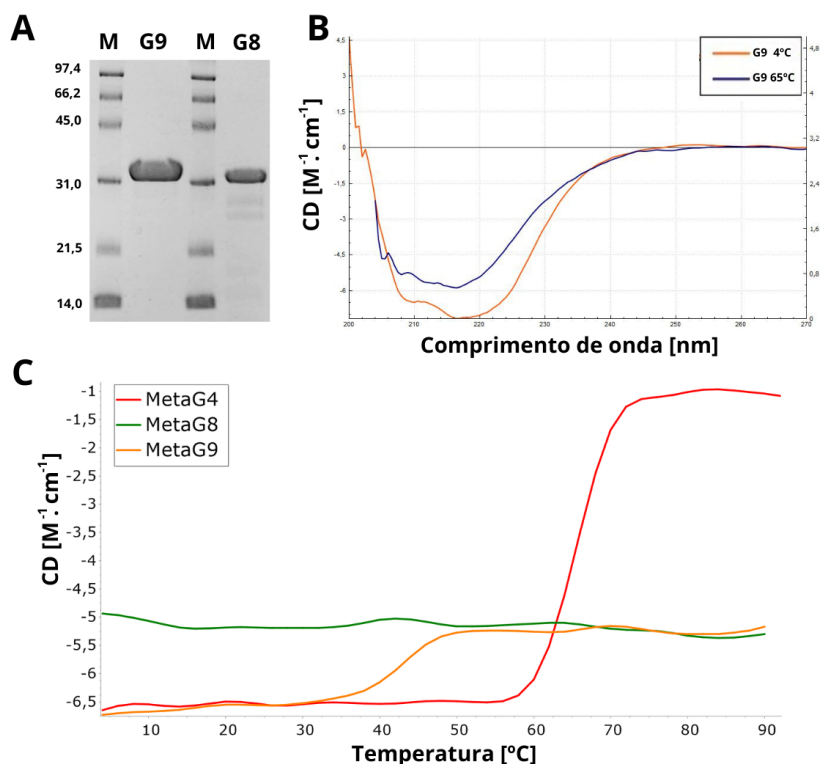 A
M G9 M G8
97,4
66,2
45,0
31,0
21,5
14,0
B
4,5
3
1,5
0
-1,5
-3
-4,5
-6
CD [M⁻¹· cm⁻¹]
G9 4ºC
G9 65ºC
4,8
4
3,2
2,4
1,6
0,8
0
200 210 220 230 240 250 260 270
Comprimento de onda [nm]
C
MetaG4
MetaG8
MetaG9
-1
-1,5
-2
-2,5
-3
-3,5
-4
-4,5
-5
-5,5
-6
-6,5
CD [M⁻¹· cm⁻¹]
10 20 30 40 50 60 70 80 90
Temperatura [ºC]